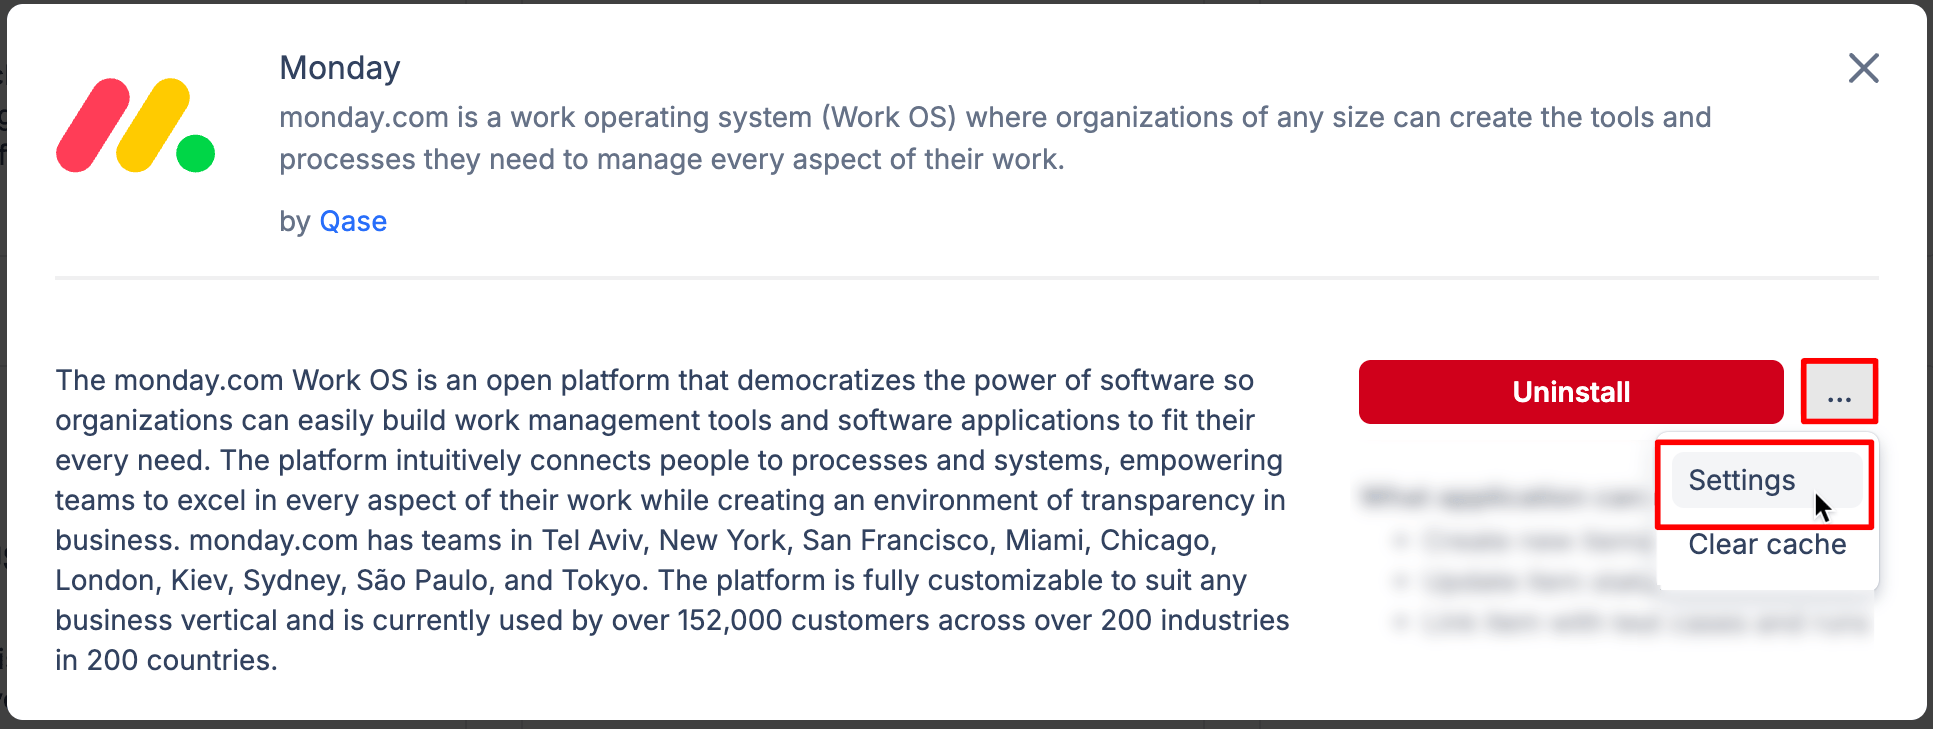 Monday
monday.com is a work operating system (Work OS) where organizations of any size can create the tools and
processes they need to manage every aspect of their work.
by Qase
The monday.com Work OS is an open platform that democratizes the power of software so
organizations can easily build work management tools and software applications to fit their
every need. The platform intuitively connects people to processes and systems, empowering
teams to excel in every aspect of their work while creating an environment of transparency in
business. monday.com has teams in Tel Aviv, New York, San Francisco, Miami, Chicago,
London, Kiev, Sydney, São Paulo, and Tokyo. The platform is fully customizable to suit any
business vertical and is currently used by over 152,000 customers across over 200 industries
in 200 countries.
Uninstall
...
Settings
Clear cache